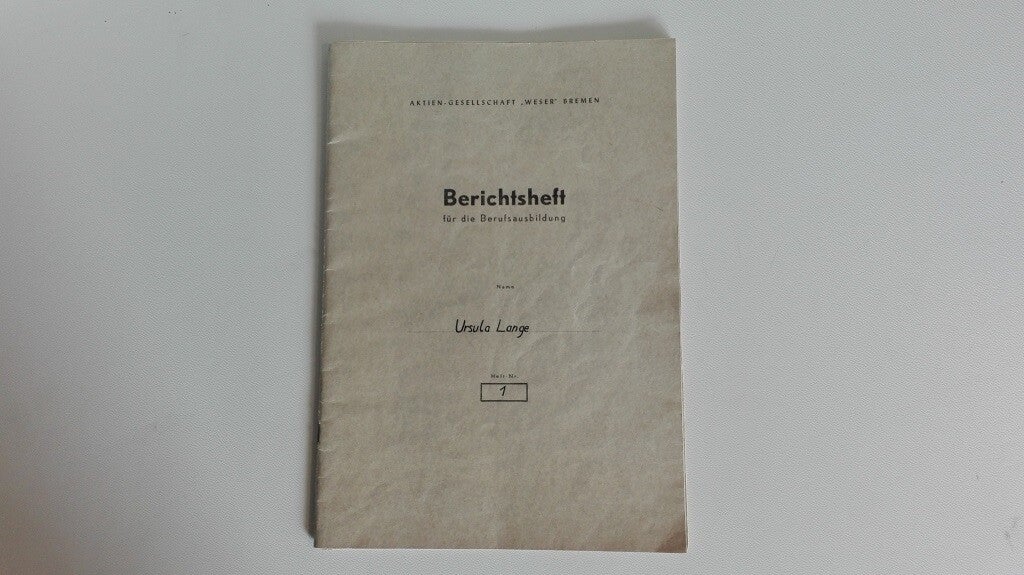 AKTIEN-GESELLSCHAFT „WESER" BREMEN
Berichtsheft
für die Berufsausbildung
Name
Ursula Lange
Heft Nr.
1